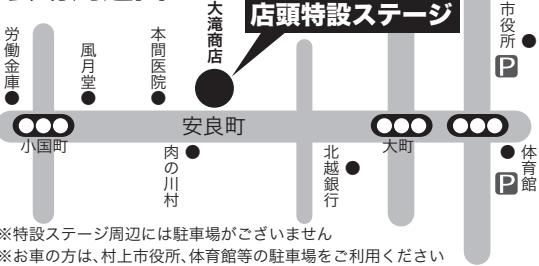 大滝商店
店頭特設ステージ
市役所
P
労働金庫
風月堂
本間医院
小国町
安良町
大町
肉の川村
北越銀行
体育館
P
※特設ステージ周辺には駐車場がございません
※お車の方は、村上市役所、体育館等の駐車場をご利用ください